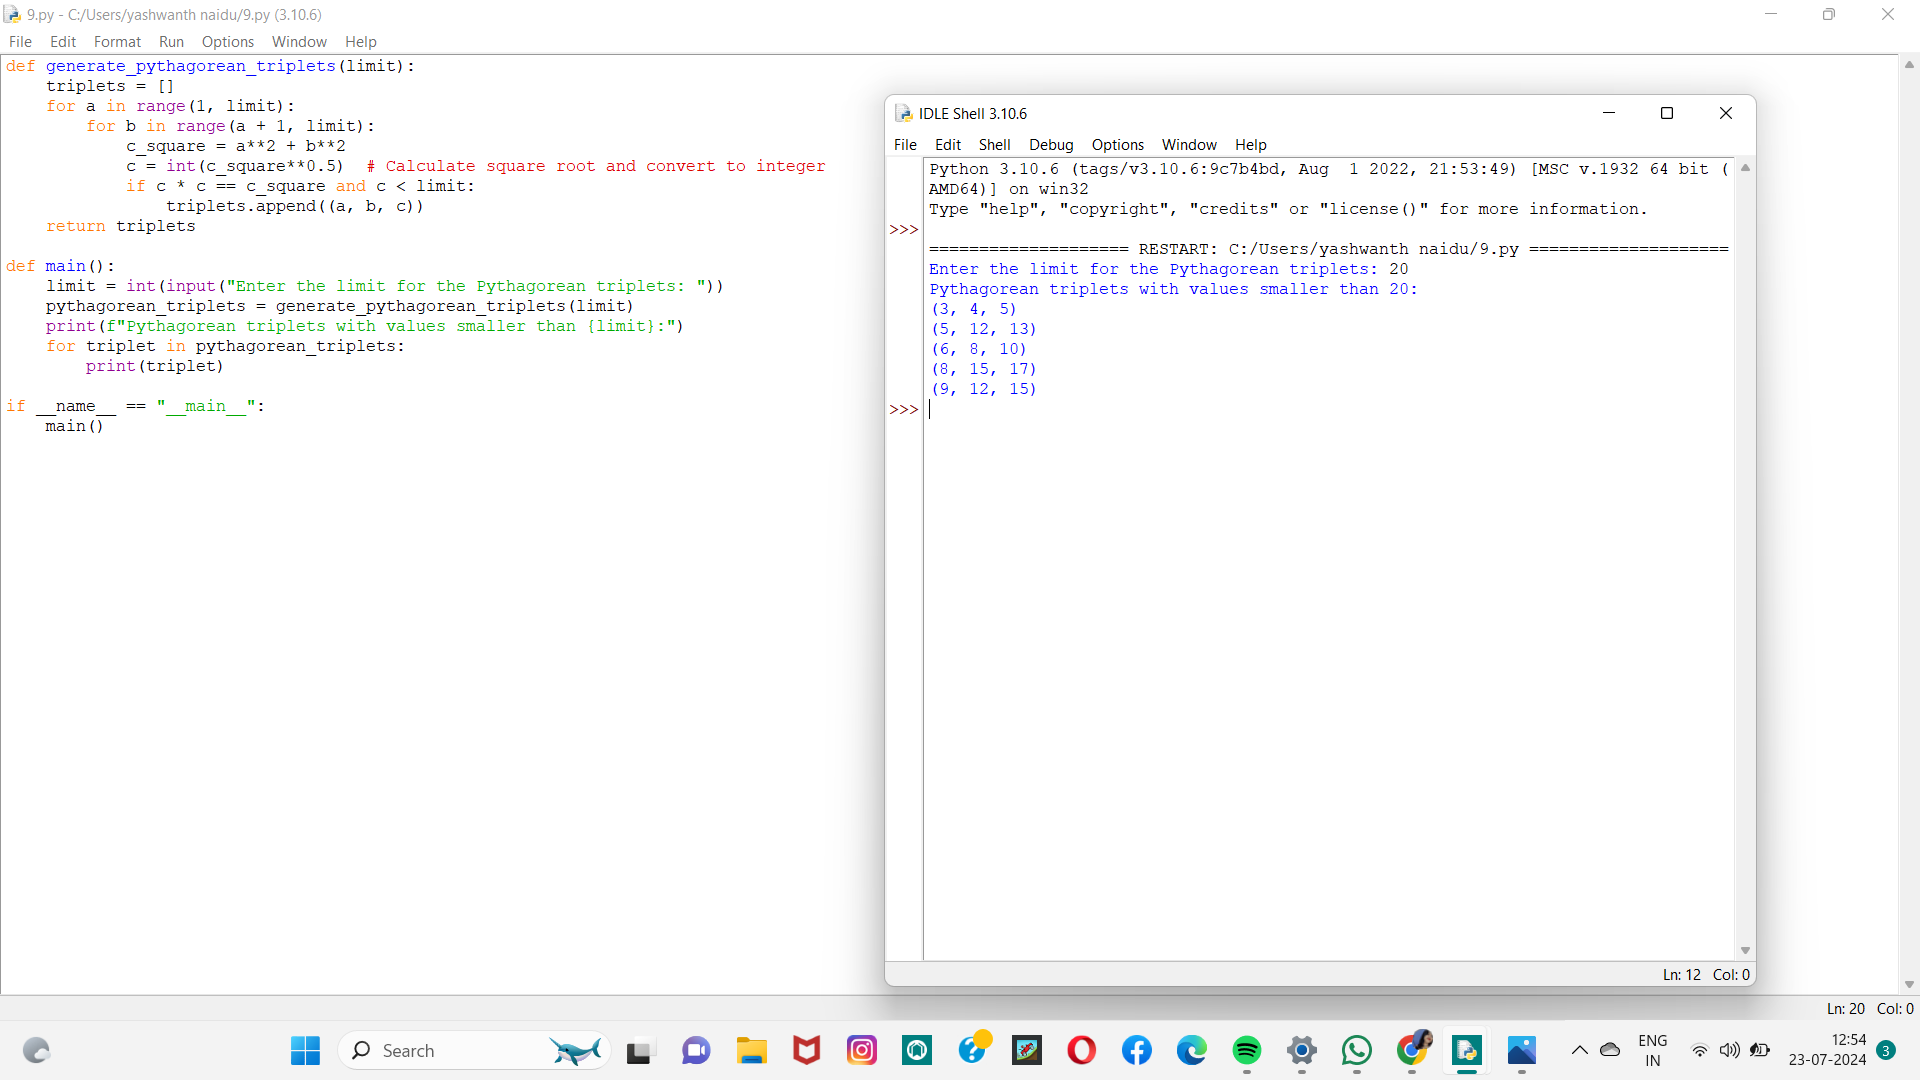 9.py - C:/Users/yashwanth naidu/9.py (3.10.6)
File Edit Format Run Options Window Help
def generate_pythagorean_triplets(limit):
    triplets = []
    for a in range(1, limit):
        for b in range(a + 1, limit):
            c_square = a**2 + b**2
            c = int(c_square**0.5)  # Calculate square root and convert to integer
            if c * c == c_square and c < limit:
                triplets.append((a, b, c))
    return triplets

def main():
    limit = int(input("Enter the limit for the Pythagorean triplets: "))
    pythagorean_triplets = generate_pythagorean_triplets(limit)
    print(f"Pythagorean triplets with values smaller than {limit}:")
    for triplet in pythagorean_triplets:
        print(triplet)

if __name__ == "__main__":
    main()
IDLE Shell 3.10.6
File Edit Shell Debug Options Window Help
Python 3.10.6 (tags/v3.10.6:9c7b4bd, Aug  1 2022, 21:53:49) [MSC v.1932 64 bit (
AMD64)] on win32
Type "help", "copyright", "credits" or "license()" for more information.
>>>
==================== RESTART: C:/Users/yashwanth naidu/9.py ====================
Enter the limit for the Pythagorean triplets: 20
Pythagorean triplets with values smaller than 20:
(3, 4, 5)
(5, 12, 13)
(6, 8, 10)
(8, 15, 17)
(9, 12, 15)
>>>
Ln: 12 Col: 0
Ln: 20 Col: 0
Search
ENG
IN
12:54
23-07-2024
3